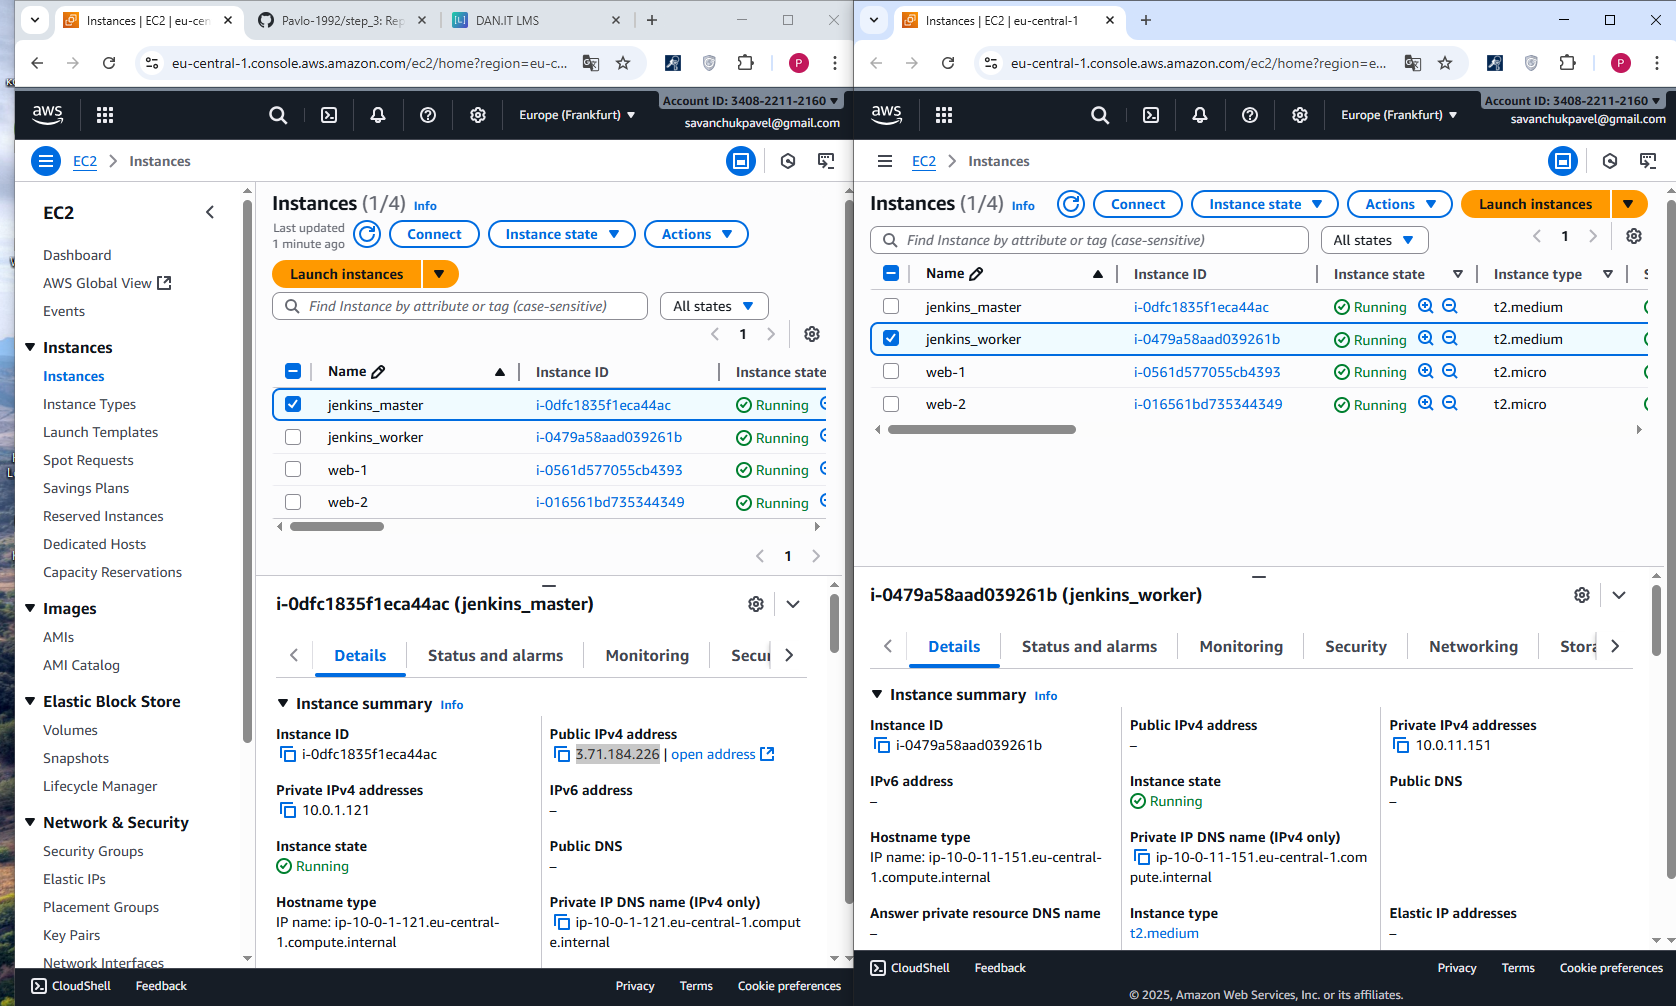 Instances | EC2 | eu-cen
Pavlo-1992/step_3: Rep
DAN.IT LMS
eu-central-1.console.aws.amazon.com/ec2/home?region=eu-c...
P
aws
Europe (Frankfurt)
Account ID: 3408-2211-2160
savanchukpavel@gmail.com
EC2
Instances
EC2
Dashboard
AWS Global View
Events
Instances
Instances
Instance Types
Launch Templates
Spot Requests
Savings Plans
Reserved Instances
Dedicated Hosts
Capacity Reservations
Images
AMIs
AMI Catalog
Elastic Block Store
Volumes
Snapshots
Lifecycle Manager
Network & Security
Security Groups
Elastic IPs
Placement Groups
Key Pairs
Network Interfaces
Instances (1/4) Info
Last updated
1 minute ago
Connect
Instance state
Actions
Launch instances
Find Instance by attribute or tag (case-sensitive)
All states
1
Name Instance ID Instance state
jenkins_master i-0dfc1835f1eca44ac Running
jenkins_worker i-0479a58aad039261b Running
web-1 i-0561d577055cb4393 Running
web-2 i-016561bd735344349 Running
1
i-0dfc1835f1eca44ac (jenkins_master)
Details Status and alarms Monitoring Secur
Instance summary Info
Instance ID
i-0dfc1835f1eca44ac
Public IPv4 address
3.71.184.226 | open address
Private IPv4 addresses
10.0.1.121
IPv6 address
–
Instance state
Running
Public DNS
–
Hostname type
IP name: ip-10-0-1-121.eu-central-
1.compute.internal
Private IP DNS name (IPv4 only)
ip-10-0-1-121.eu-central-1.comput
e.internal
CloudShell Feedback Privacy Terms Cookie preferences
Instances | EC2 | eu-central-1
eu-central-1.console.aws.amazon.com/ec2/home?region=e...
P
aws
Europe (Frankfurt)
Account ID: 3408-2211-2160
savanchukpavel@gmail.com
EC2
Instances
Instances (1/4) Info
Connect
Instance state
Actions
Launch instances
Find Instance by attribute or tag (case-sensitive)
All states
1
Name Instance ID Instance state Instance type
jenkins_master i-0dfc1835f1eca44ac Running t2.medium
jenkins_worker i-0479a58aad039261b Running t2.medium
web-1 i-0561d577055cb4393 Running t2.micro
web-2 i-016561bd735344349 Running t2.micro
i-0479a58aad039261b (jenkins_worker)
Details Status and alarms Monitoring Security Networking Stora
Instance summary Info
Instance ID
i-0479a58aad039261b
Public IPv4 address
–
Private IPv4 addresses
10.0.11.151
IPv6 address
–
Instance state
Running
Public DNS
–
Hostname type
IP name: ip-10-0-11-151.eu-central-
1.compute.internal
Private IP DNS name (IPv4 only)
ip-10-0-11-151.eu-central-1.com
pute.internal
Answer private resource DNS name
–
Instance type
t2.medium
Elastic IP addresses
–
CloudShell Feedback Privacy Terms Cookie preferences
© 2025, Amazon Web Services, Inc. or its affiliates.